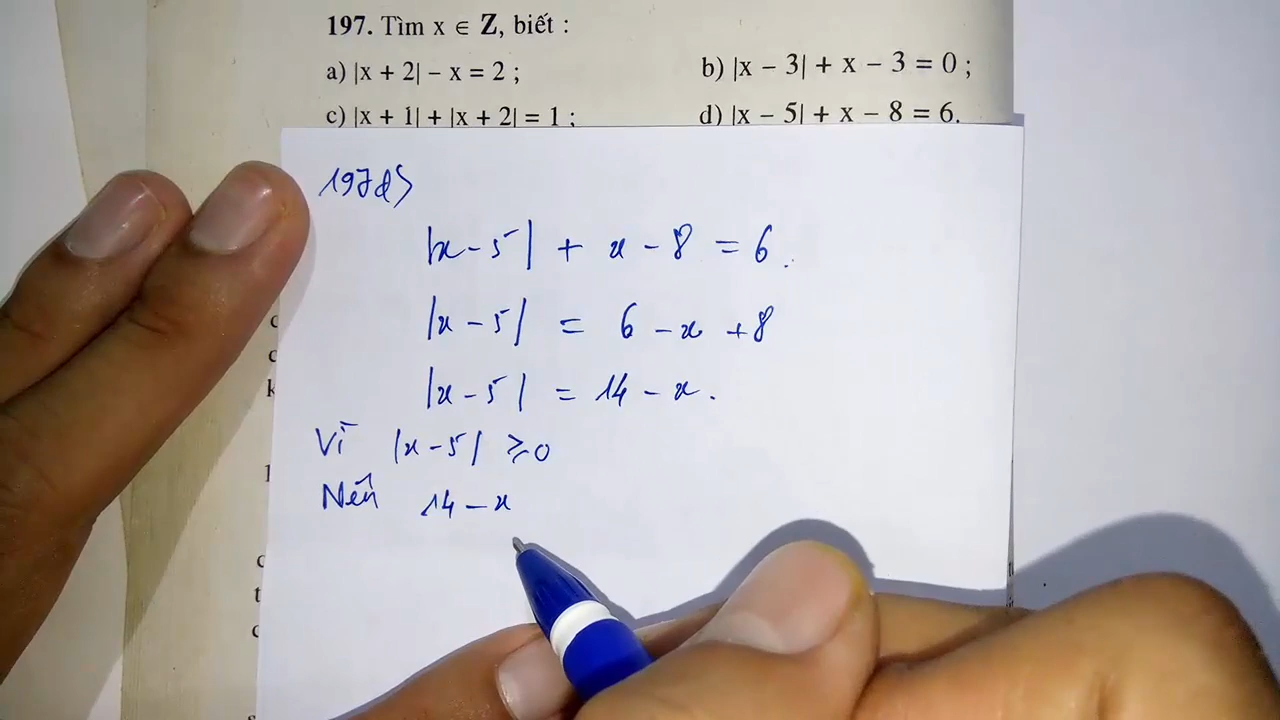 197. Tìm x ∈ Z, biết :
a) |x + 2| – x = 2 ;
b) |x – 3| + x – 3 = 0 ;
c) |x + 1| + |x + 2| = 1 ;
d) |x – 5| + x – 8 = 6.
197d)
|x – 5| + x – 8 = 6.
|x – 5| = 6 – x + 8
|x – 5| = 14 – x.
Vì |x – 5| ⩾ 0
Nên 14 – x